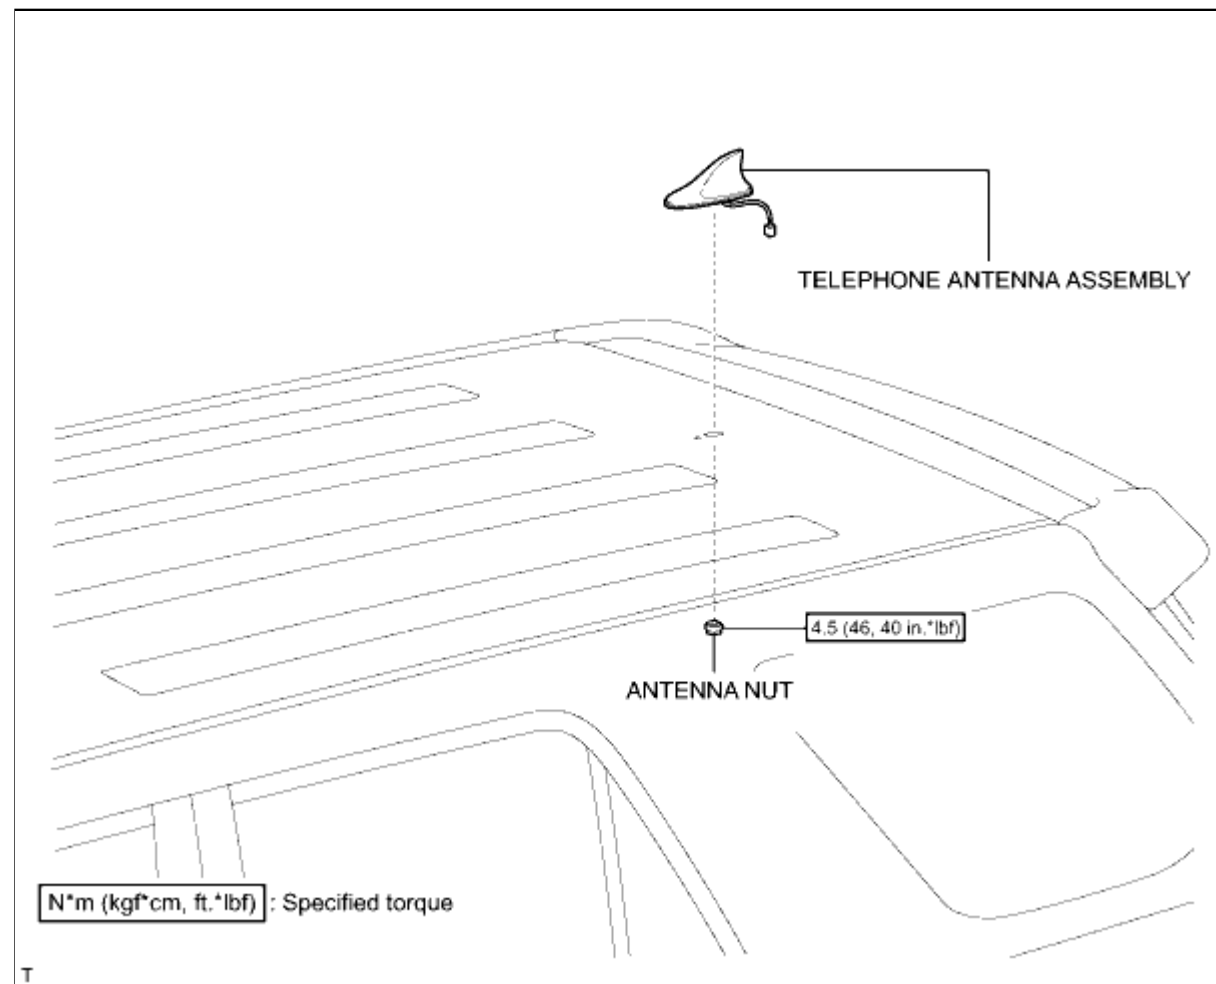 TELEPHONE ANTENNA ASSEMBLY
4.5 (46, 40 in.*lbf)
ANTENNA NUT
N*m (kgf*cm, ft.*lbf) : Specified torque
T